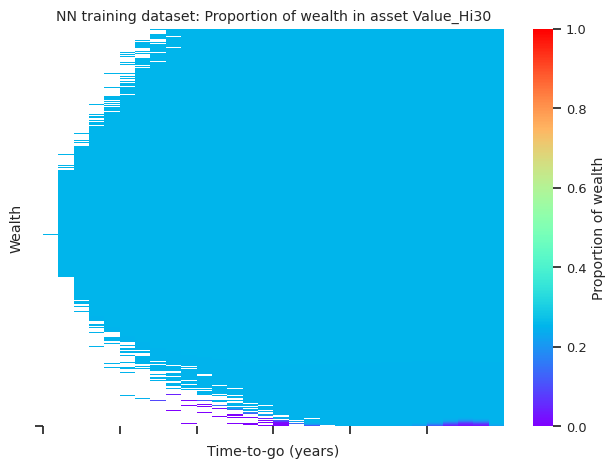 NN training dataset: Proportion of wealth in asset Value_Hi30
Wealth
Time-to-go (years)
1.0
0.8
0.6
0.4
0.2
0.0
Proportion of wealth